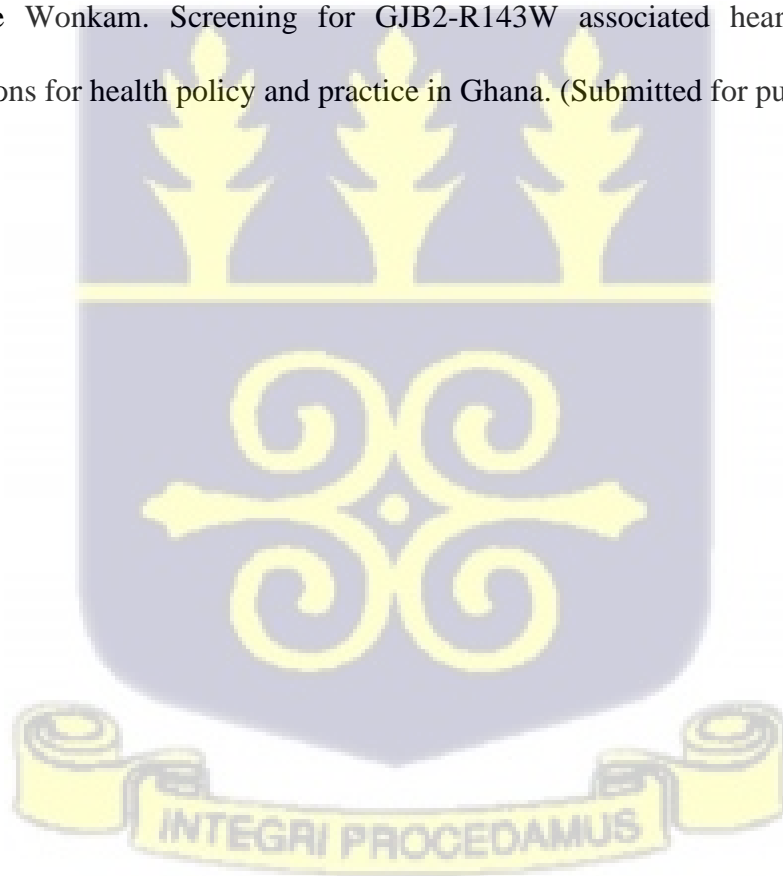 Wonkam. Screening for GJB2-R143W associated hear
ons for health policy and practice in Ghana. (Submitted for pu
INTEGRI PROCEDAMUS